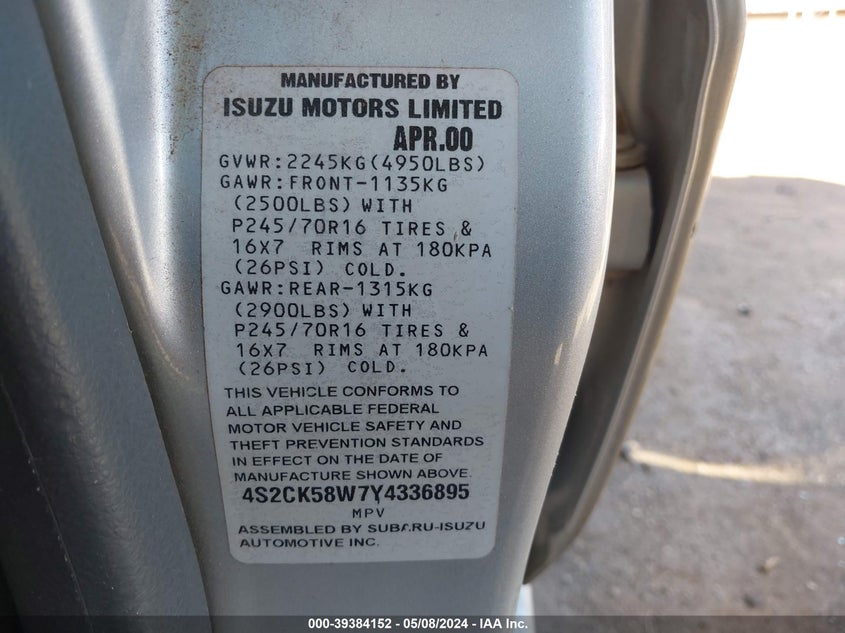 MANUFACTURED BY
ISUZU MOTORS LIMITED
APR.00
GVWR:2245KG(4950LBS)
GAWR:FRONT-1135KG
(2500LBS) WITH
P245/70R16 TIRES &
16X7 RIMS AT 180KPA
(26PSI) COLD.
GAWR:REAR-1315KG
(2900LBS) WITH
P245/70R16 TIRES &
16X7 RIMS AT 180KPA
(26PSI) COLD.
THIS VEHICLE CONFORMS TO
ALL APPLICABLE FEDERAL
MOTOR VEHICLE SAFETY AND
THEFT PREVENTION STANDARDS
IN EFFECT ON THE DATE OF
MANUFACTURE SHOWN ABOVE.
4S2CK58W7Y4336895
MPV
ASSEMBLED BY SUBARU-ISUZU
AUTOMOTIVE INC.
000-39384152 - 05/08/2024 - IAA Inc.